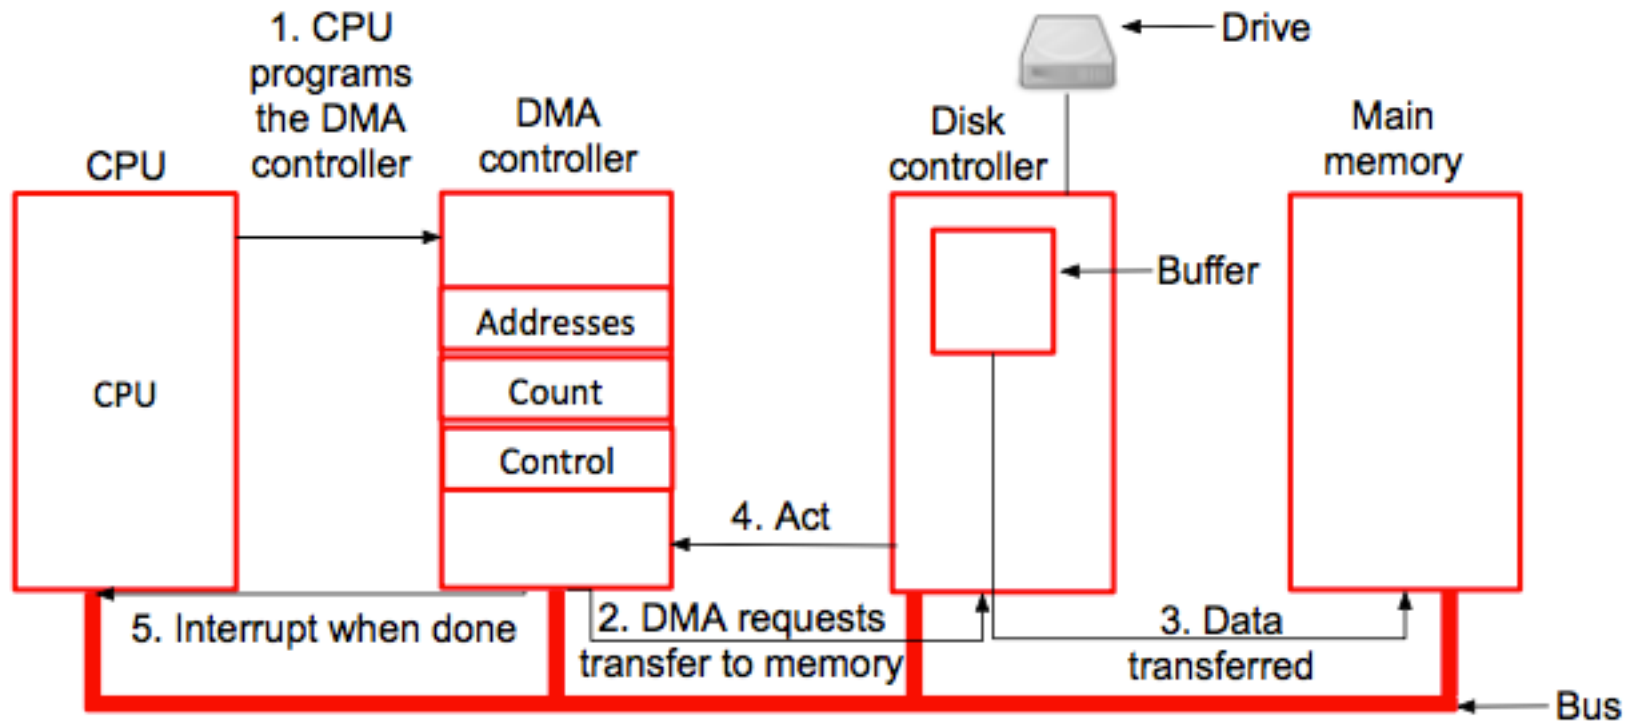 1. CPU
programs
the DMA
controller
Drive
CPU
DMA
controller
Disk
controller
Main
memory
Buffer
Addresses
CPU
Count
Control
4. Act
5. Interrupt when done
2. DMA requests
transfer to memory
3. Data
transferred
Bus